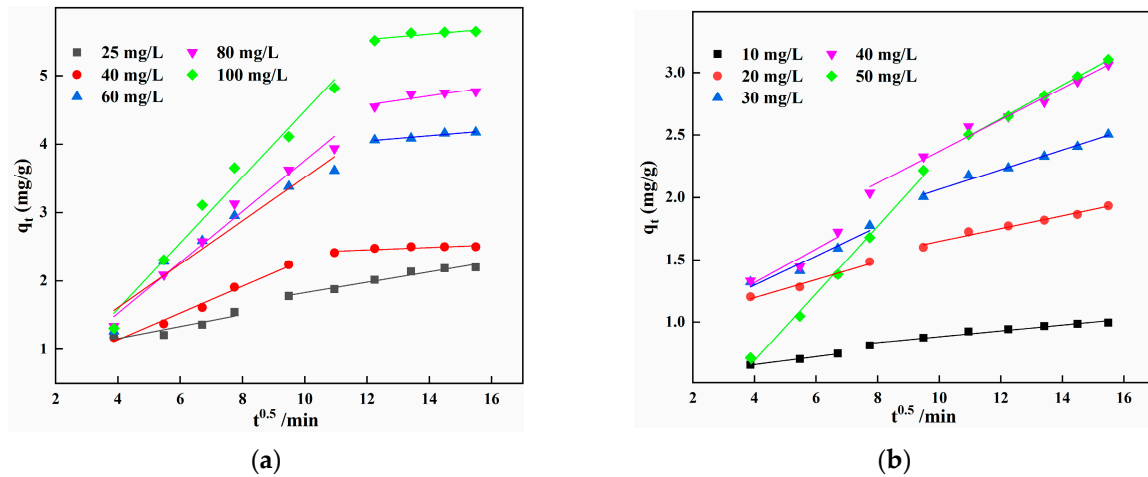 25 mg/L
40 mg/L
60 mg/L
80 mg/L
100 mg/L
5
4
3
2
1
qt (mg/g)
2 4 6 8 10 12 14 16
t^0.5 /min
(a)
10 mg/L
20 mg/L
30 mg/L
40 mg/L
50 mg/L
3.0
2.5
2.0
1.5
1.0
qt (mg/g)
2 4 6 8 10 12 14 16
t^0.5 /min
(b)